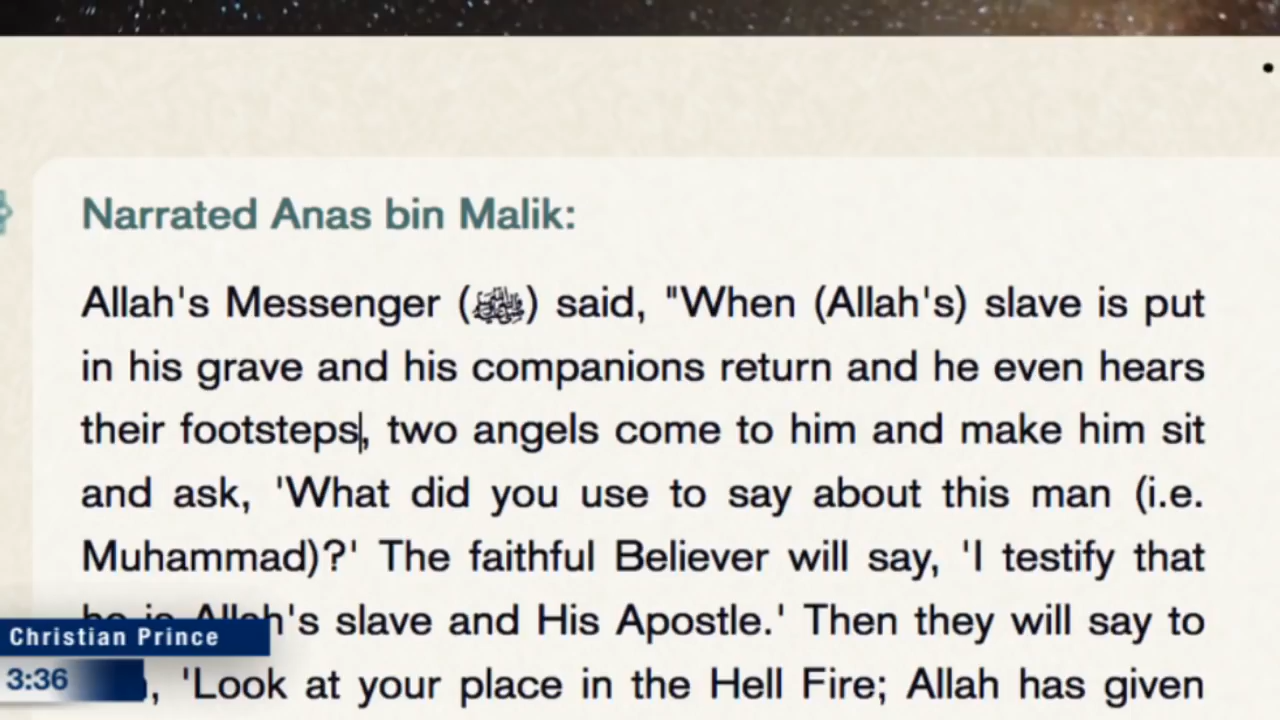 Narrated Anas bin Malik:
Allah's Messenger (ﷺ) said, "When (Allah's) slave is put
in his grave and his companions return and he even hears
their footsteps, two angels come to him and make him sit
and ask, 'What did you use to say about this man (i.e.
Muhammad)?' The faithful Believer will say, 'I testify that
he is Allah's slave and His Apostle.' Then they will say to
Christian Prince
, 'Look at your place in the Hell Fire; Allah has given
3:36